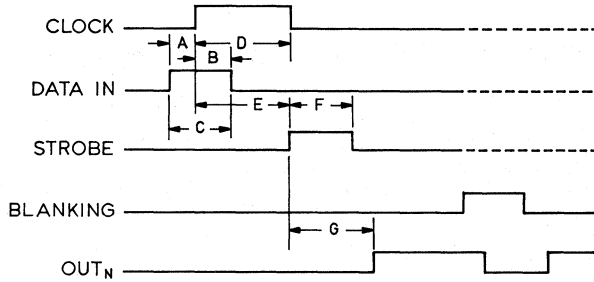 CLOCK
A D
B
DATA IN
E F
C
STROBE
BLANKING
G
OUTN